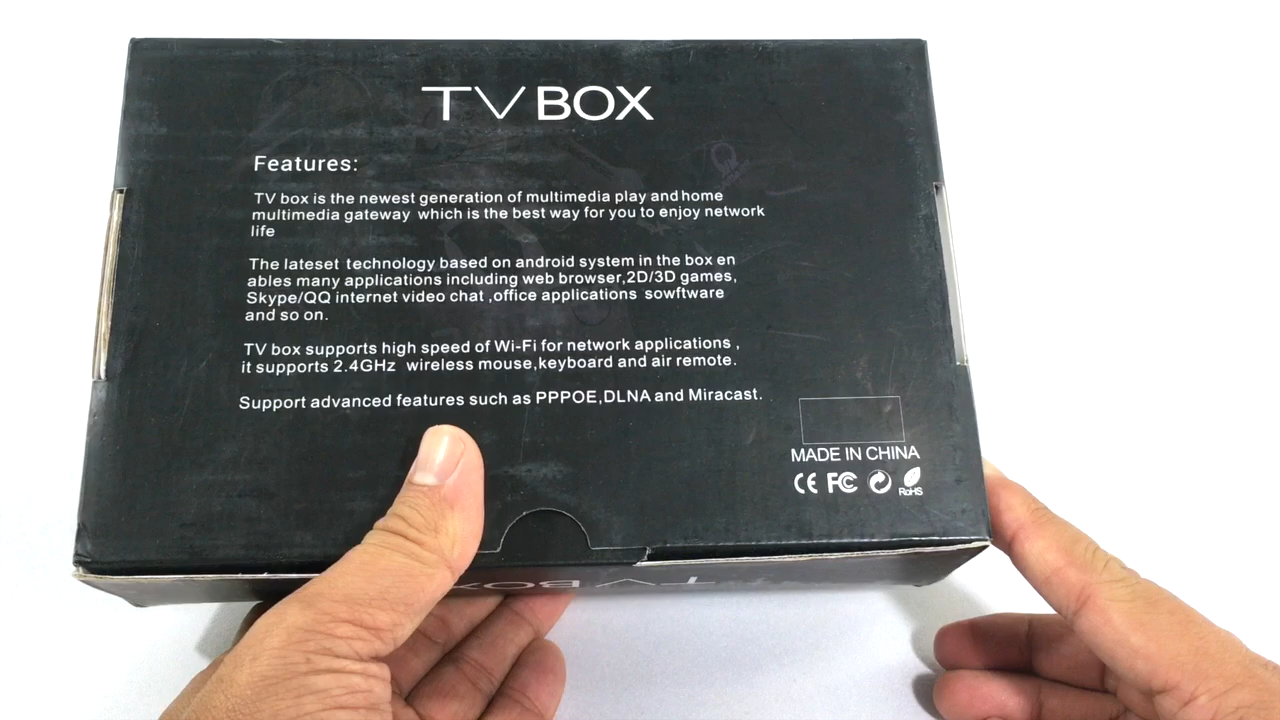 TV BOX
Features:
TV box is the newest generation of multimedia play and home
multimedia gateway which is the best way for you to enjoy network
life
The lateset technology based on android system in the box en
ables many applications including web browser,2D/3D games,
Skype/QQ internet video chat ,office applications sowftware
and so on.
TV box supports high speed of Wi-Fi for network applications ,
it supports 2.4GHz wireless mouse,keyboard and air remote.
Support advanced features such as PPPOE,DLNA and Miracast.
MADE IN CHINA
CE FC RoHS
TV BOX